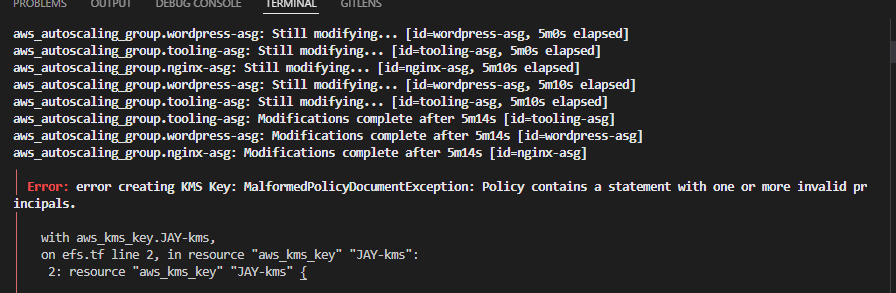 PROBLEMS OUTPUT DEBUG CONSOLE TERMINAL GITLENS
aws_autoscaling_group.wordpress-asg: Still modifying... [id=wordpress-asg, 5m0s elapsed]
aws_autoscaling_group.tooling-asg: Still modifying... [id=tooling-asg, 5m0s elapsed]
aws_autoscaling_group.nginx-asg: Still modifying... [id=nginx-asg, 5m10s elapsed]
aws_autoscaling_group.wordpress-asg: Still modifying... [id=wordpress-asg, 5m10s elapsed]
aws_autoscaling_group.tooling-asg: Still modifying... [id=tooling-asg, 5m10s elapsed]
aws_autoscaling_group.tooling-asg: Modifications complete after 5m14s [id=tooling-asg]
aws_autoscaling_group.wordpress-asg: Modifications complete after 5m14s [id=wordpress-asg]
aws_autoscaling_group.nginx-asg: Modifications complete after 5m14s [id=nginx-asg]
Error: error creating KMS Key: MalformedPolicyDocumentException: Policy contains a statement with one or more invalid pr
incipals.
with aws_kms_key.JAY-kms,
on efs.tf line 2, in resource "aws_kms_key" "JAY-kms":
2: resource "aws_kms_key" "JAY-kms" {